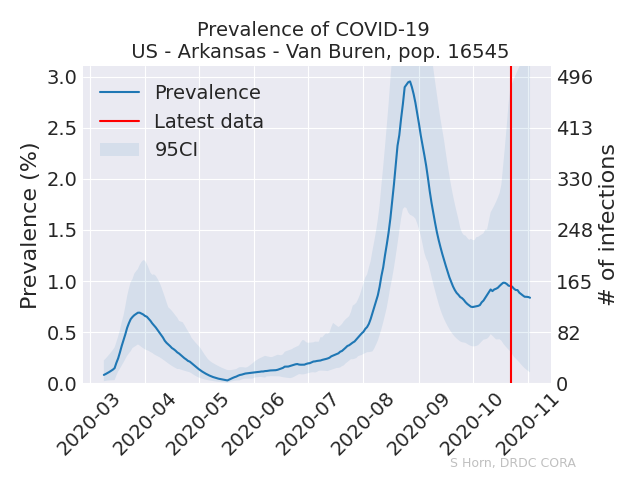 Prevalence of COVID-19
US - Arkansas - Van Buren, pop. 16545
Prevalence (%)
3.0
2.5
2.0
1.5
1.0
0.5
0.0
Prevalence
Latest data
95CI
496
413
330
248
165
82
0
# of infections
2020-03
2020-04
2020-05
2020-06
2020-07
2020-08
2020-09
2020-10
2020-11
S Horn, DRDC CORA